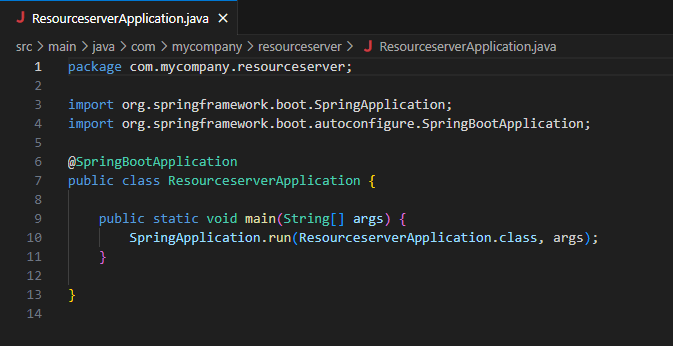 J ResourceserverApplication.java ×
src > main > java > com > mycompany > resourceserver > J ResourceserverApplication.java
1 package com.mycompany.resourceserver;
2
3 import org.springframework.boot.SpringApplication;
4 import org.springframework.boot.autoconfigure.SpringBootApplication;
5
6 @SpringBootApplication
7 public class ResourceserverApplication {
8
9     public static void main(String[] args) {
10         SpringApplication.run(ResourceserverApplication.class, args);
11     }
12
13 }
14